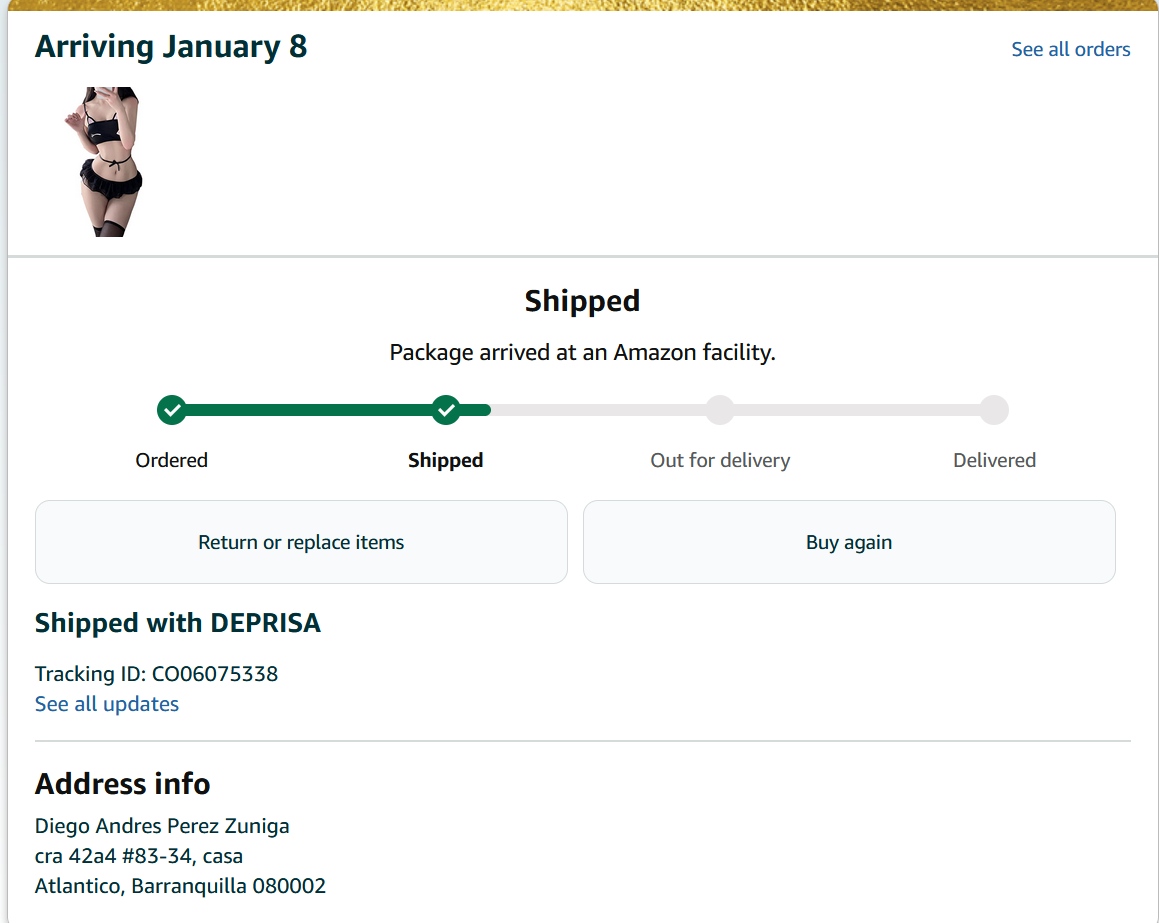 Arriving January 8
See all orders
Shipped
Package arrived at an Amazon facility.
Ordered
Shipped
Out for delivery
Delivered
Return or replace items
Buy again
Shipped with DEPRISA
Tracking ID: CO06075338
See all updates
Address info
Diego Andres Perez Zuniga
cra 42a4 #83-34, casa
Atlantico, Barranquilla 080002